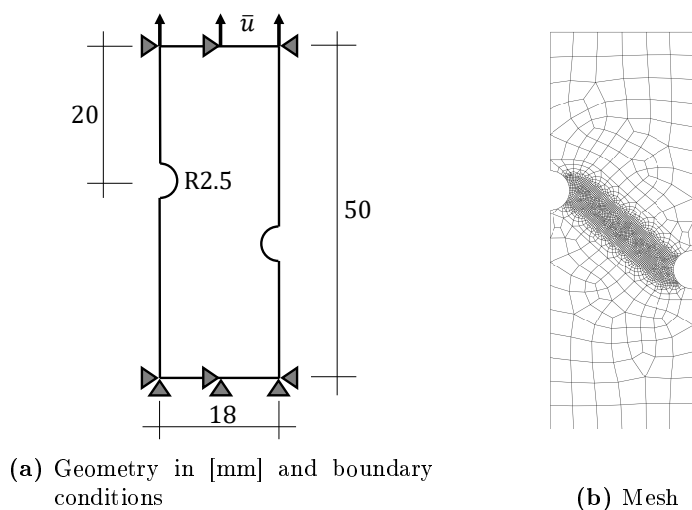 ū
20
R2.5
50
18
(a) Geometry in [mm] and boundary
conditions
(b) Mesh